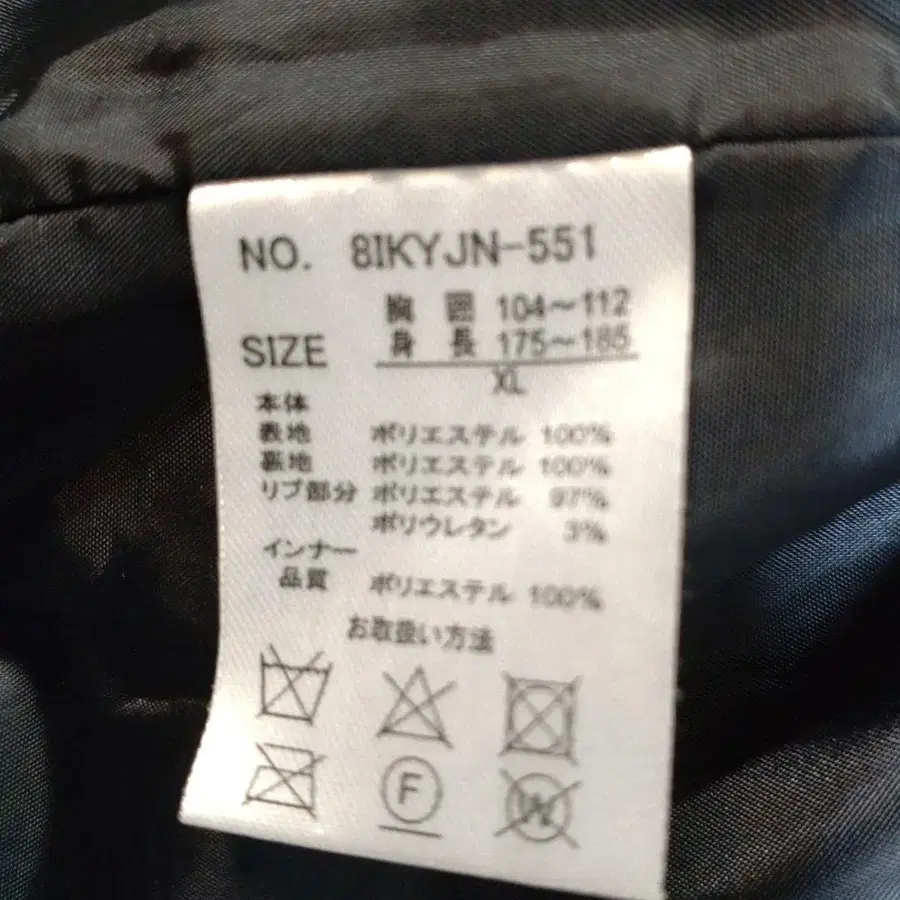 NO. 8IKYJN-551
胸 囲 104～112
SIZE 身 長 175～185
XL
本体
表地 ポリエステル 100%
裏地 ポリエステル 100%
リブ部分 ポリエステル 97%
ポリウレタン 3%
インナー
品質 ポリエステル 100%
お取扱い方法
F
W